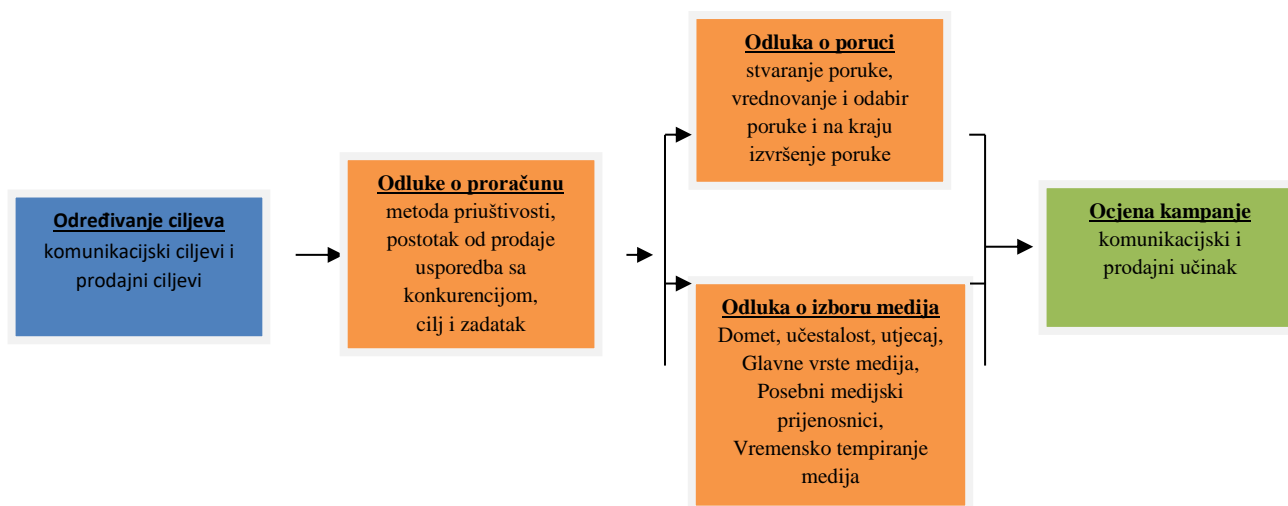 Određivanje ciljeva
komunikacijski ciljevi i
prodajni ciljevi
Odluke o proračunu
metoda priuštivosti,
postotak od prodaje
usporedba sa
konkurencijom,
cilj i zadatak
Odluka o poruci
stvaranje poruke,
vrednovanje i odabir
poruke i na kraju
izvršenje poruke
Odluka o izboru medija
Domet, učestalost, utjecaj,
Glavne vrste medija,
Posebni medijski
prijenosnici,
Vremensko tempiranje
medija
Ocjena kampanje
komunikacijski i
prodajni učinak